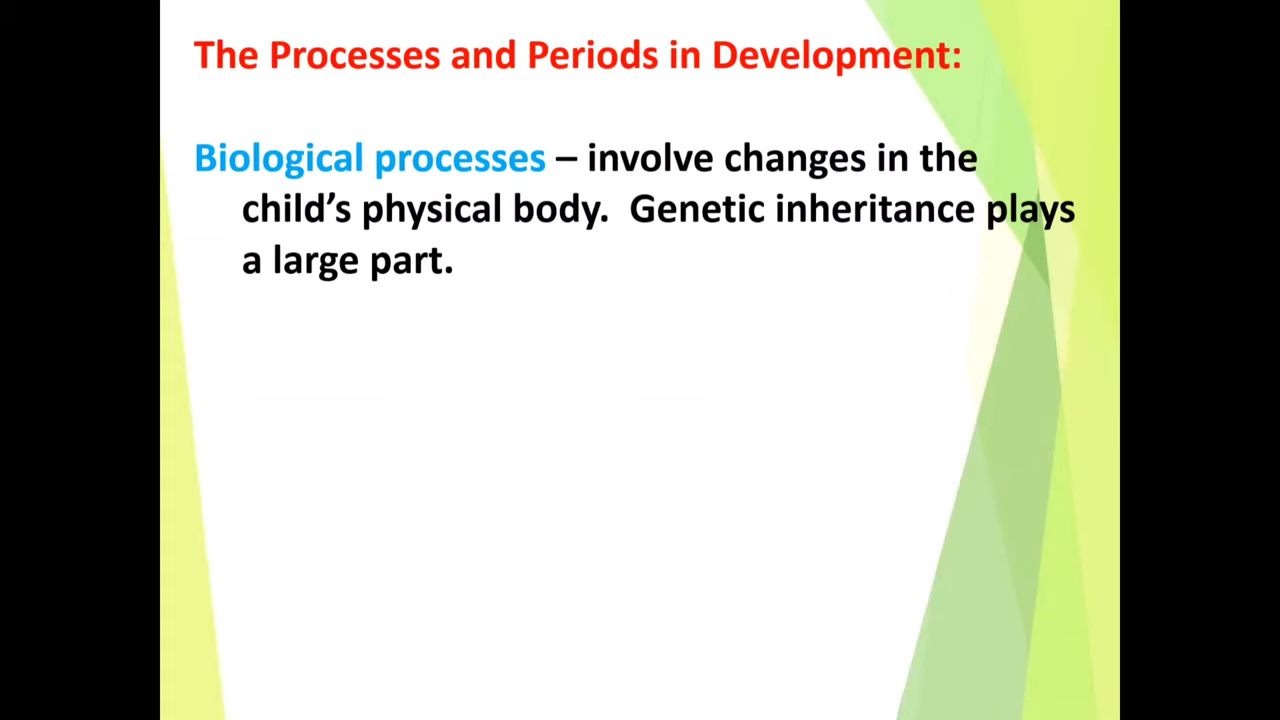 The Processes and Periods in Development:
Biological processes – involve changes in the
child’s physical body.  Genetic inheritance plays
a large part.